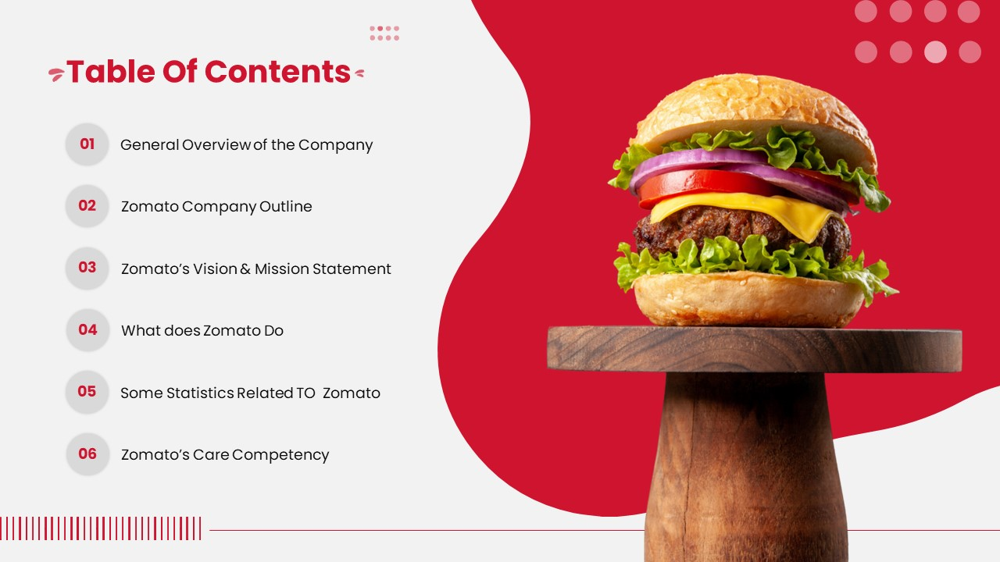 Table Of Contents
01 General Overview of the Company
02 Zomato Company Outline
03 Zomato’s Vision & Mission Statement
04 What does Zomato Do
05 Some Statistics Related TO Zomato
06 Zomato’s Care Competency